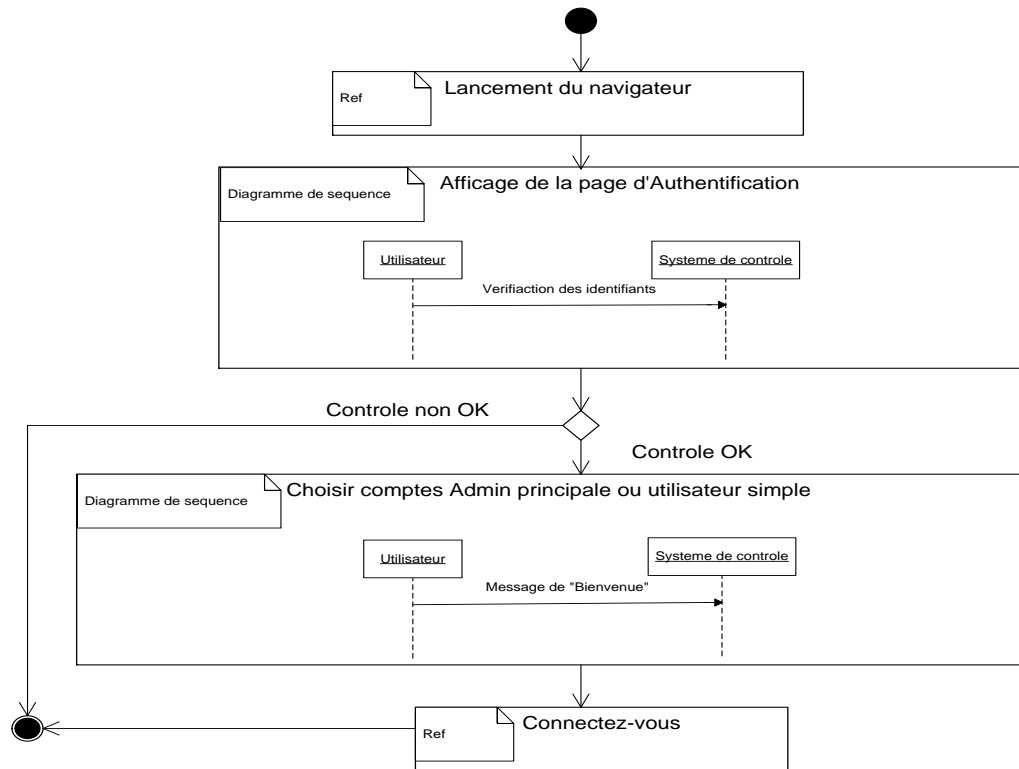 Lancement du navigateur
Ref
Afficage de la page d'Authentification
Diagramme de sequence
Utilisateur
Systeme de controle
Verifiaction des identifiants
Controle non OK
Controle OK
Choisir comptes Admin principale ou utilisateur simple
Diagramme de sequence
Utilisateur
Systeme de controle
Message de "Bienvenue"
Connectez-vous
Ref